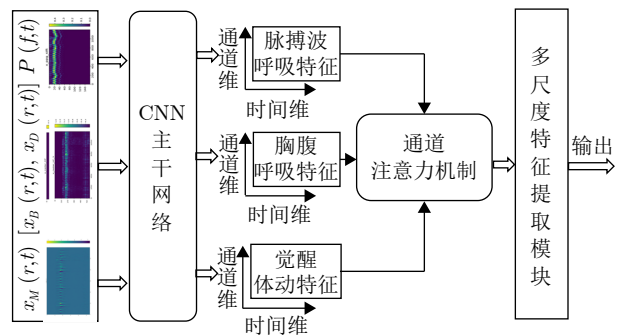 P (f,t)
[x_B (r,t), x_D (r,t)]
x_M (r,t)
CNN
主
干
网
络
通
道
维
脉搏波
呼吸特征
时间维
通
道
维
胸腹
呼吸特征
时间维
通
道
维
觉醒
体动特征
时间维
通道
注意力机制
多
尺
度
特
征
提
取
模
块
输出